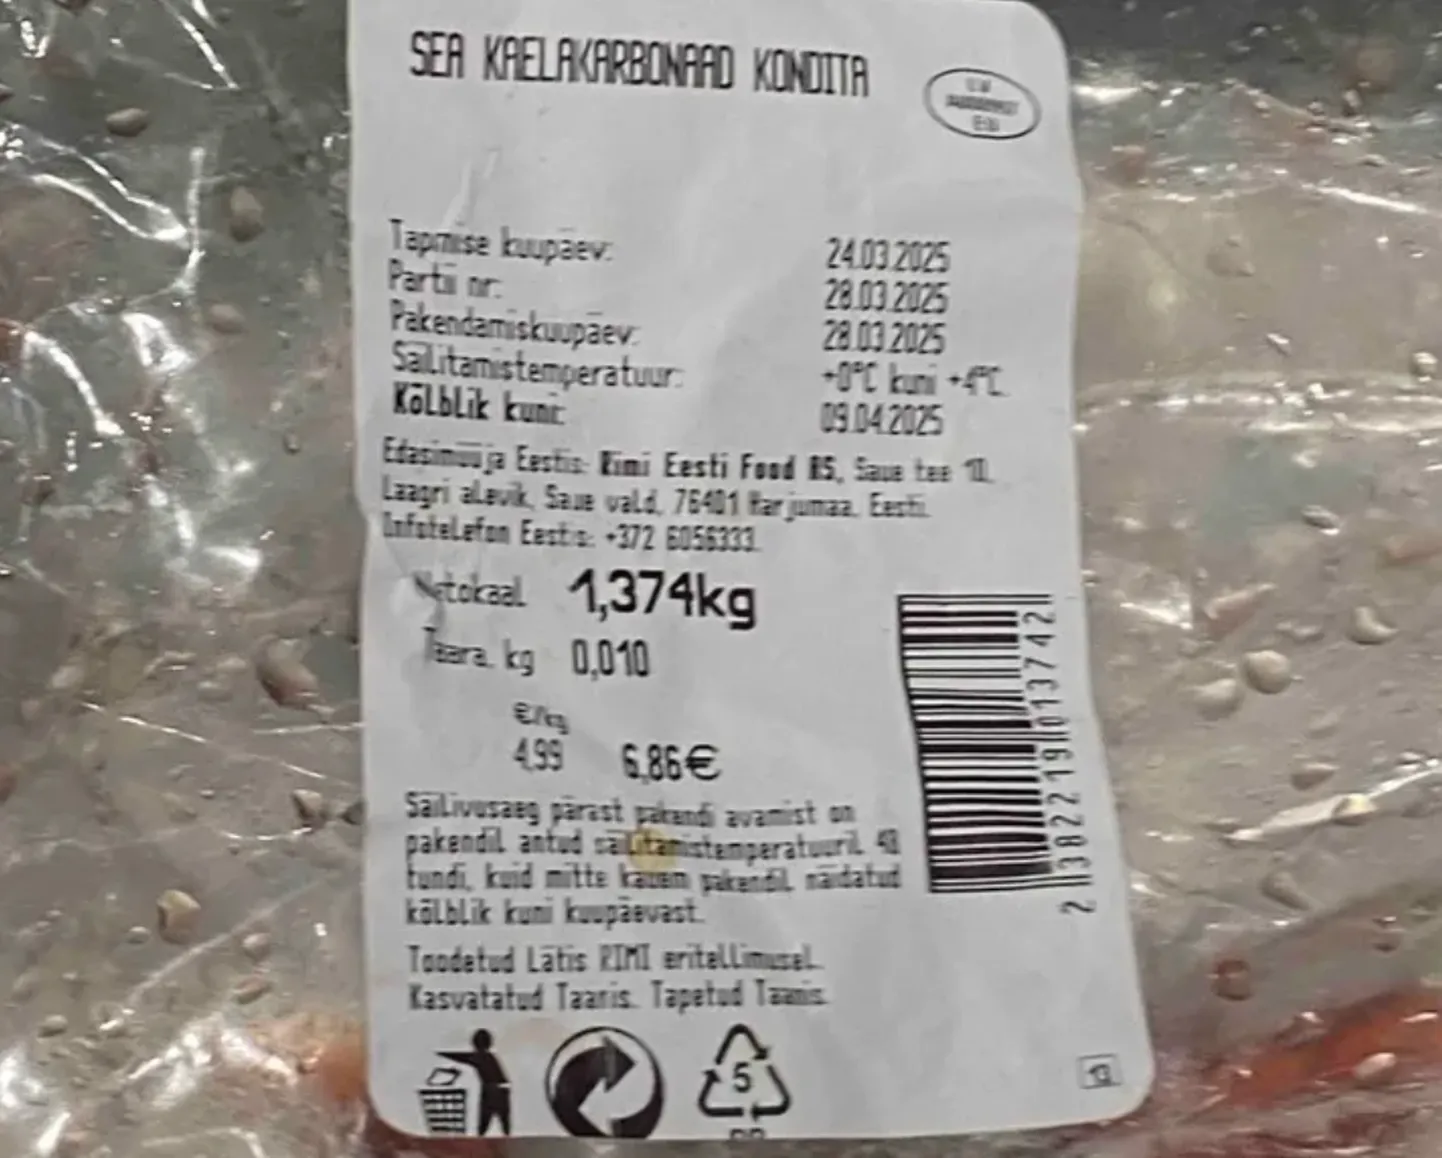 SEA KAELAKARBONAAD KONDITA
Tapmise kuupäev: 24.03.2025
Partii nr: 28.03.2025
Pakendamiskuupäev: 28.03.2025
Säilitamistemperatuur: +0°C kuni +4°C
Kõlblik kuni: 09.04.2025
Edasimüüja Eestis: Rimi Eesti Food AS, Saue tee 10,
Laagri alevik, Saue vald, 76401 Harjumaa, Eesti.
Infotelefon Eestis: +372 6056333.
Netokaal 1,374kg
Taara, kg 0,010
€/kg
4,99 6,86€
Säilivusaeg pärast pakendi avamist on
pakendil antud säilitamistemperatuuril 48
tundi, kuid mitte kauem pakendil näidatud
kõlblik kuni kuupäevast.
Toodetud Lätis RIMI eritellimusel.
Kasvatatud Taanis. Tapetud Taanis.
5
2 382219 013742